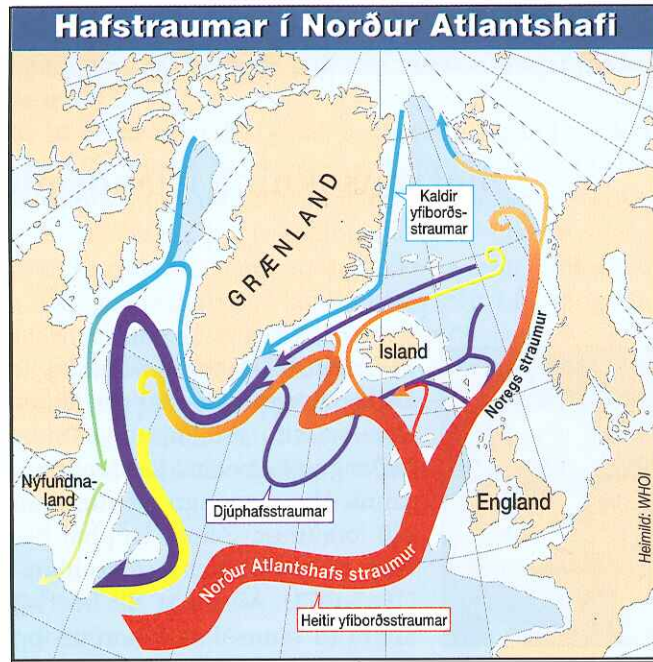 Hafstraumar í Norður Atlantshafi
Kaldir
yfiborðs-
straumar
GRÆNLAND
Ísland
Noregs straumur
Nýfundna-
land
Djúphafsstraumar
England
Norður Atlantshafs straumur
Heitir yfiborðsstraumar
Heimild: WHOI